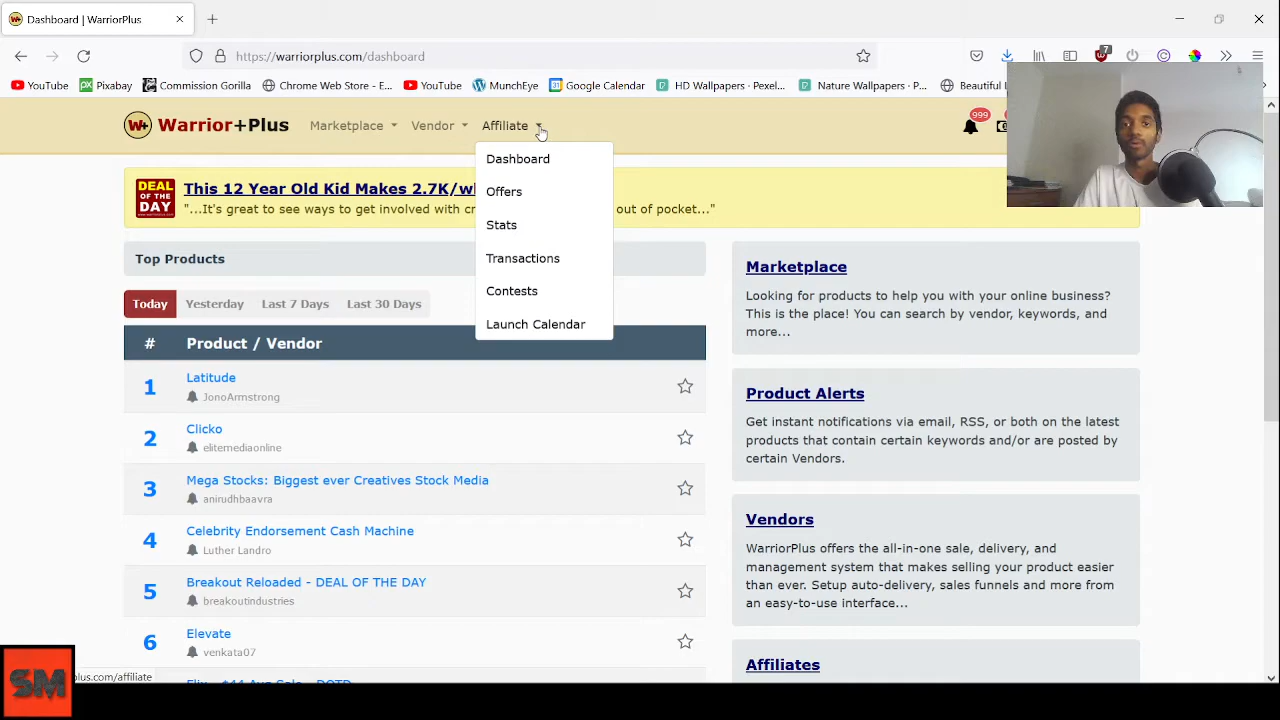 Dashboard | WarriorPlus
https://warriorplus.com/dashboard
7
YouTube
px Pixabay
Commission Gorilla
Chrome Web Store - E...
YouTube
MunchEye
31 Google Calendar
HD Wallpapers - Pexel...
Nature Wallpaper · 40...
Beautiful L
W+ Warrior+Plus
Marketplace
Vendor
Affiliate
999
Dashboard
Offers
Stats
Transactions
Contests
Launch Calendar
DEAL OF THE DAY
This 12 Year Old Kid Makes 2.7K/w
"...It's great to see ways to get involved with cr out of pocket..."
Top Products
Today Yesterday Last 7 Days Last 30 Days
# Product / Vendor
1 Latitude
JonoArmstrong
2 Clicko
elitemediaonline
3 Mega Stocks: Biggest ever Creatives Stock Media
anirudhbaavra
4 Celebrity Endorsement Cash Machine
Luther Landro
5 Breakout Reloaded - DEAL OF THE DAY
breakoutindustries
6 Elevate
venkata07
Marketplace
Looking for products to help you with your online business?
This is the place! You can search by vendor, keywords, and
more...
Product Alerts
Get instant notifications via email, RSS, or both on the latest
products that contain certain keywords and/or are posted by
certain Vendors.
Vendors
WarriorPlus offers the all-in-one sale, delivery, and
management system that makes selling your product easier
than ever. Setup auto-delivery, sales funnels and more from
an easy-to-use interface...
Affiliates
plus.com/affiliate
SM